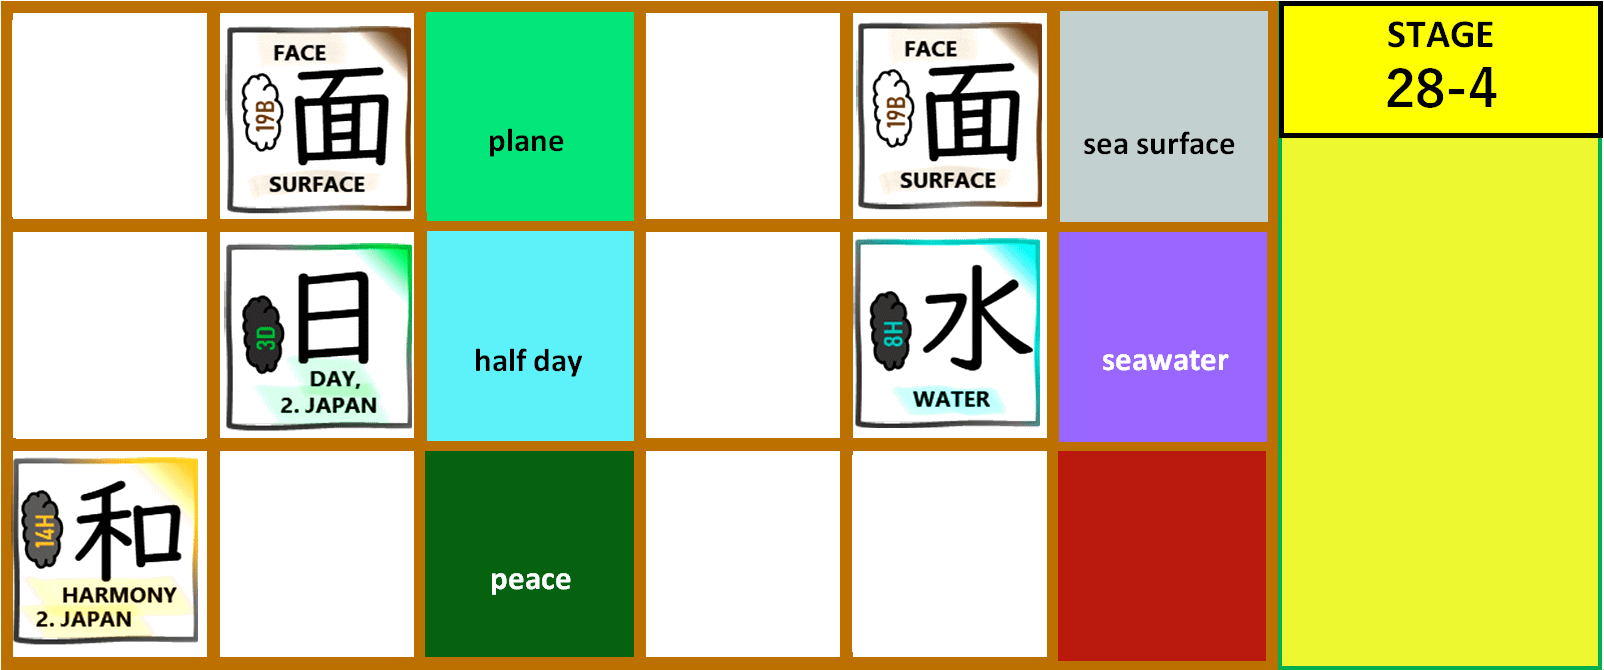 FACE
19B
面
SURFACE
plane
FACE
19B
面
SURFACE
sea surface
STAGE
28-4
3D
日
DAY,
2. JAPAN
half day
8H
水
WATER
seawater
14H
和
HARMONY
2. JAPAN
peace